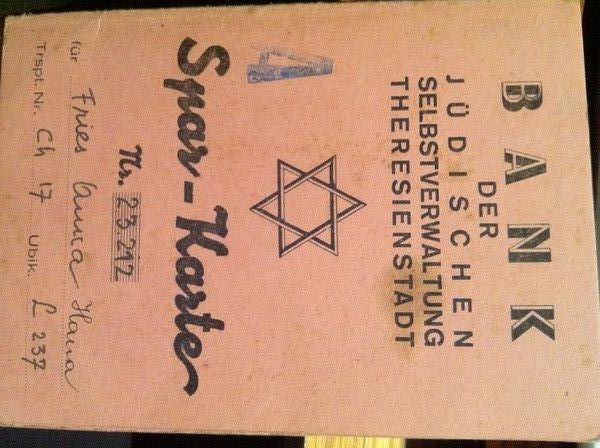 BANK
DER
JÜDISCHEN
SELBSTVERWALTUNG
THERESIENSTADT
Spar-Karte
Nr. 23.212
für Fries Anna Hana
Trspt. Nr. Ch 17 Ubik. L 237